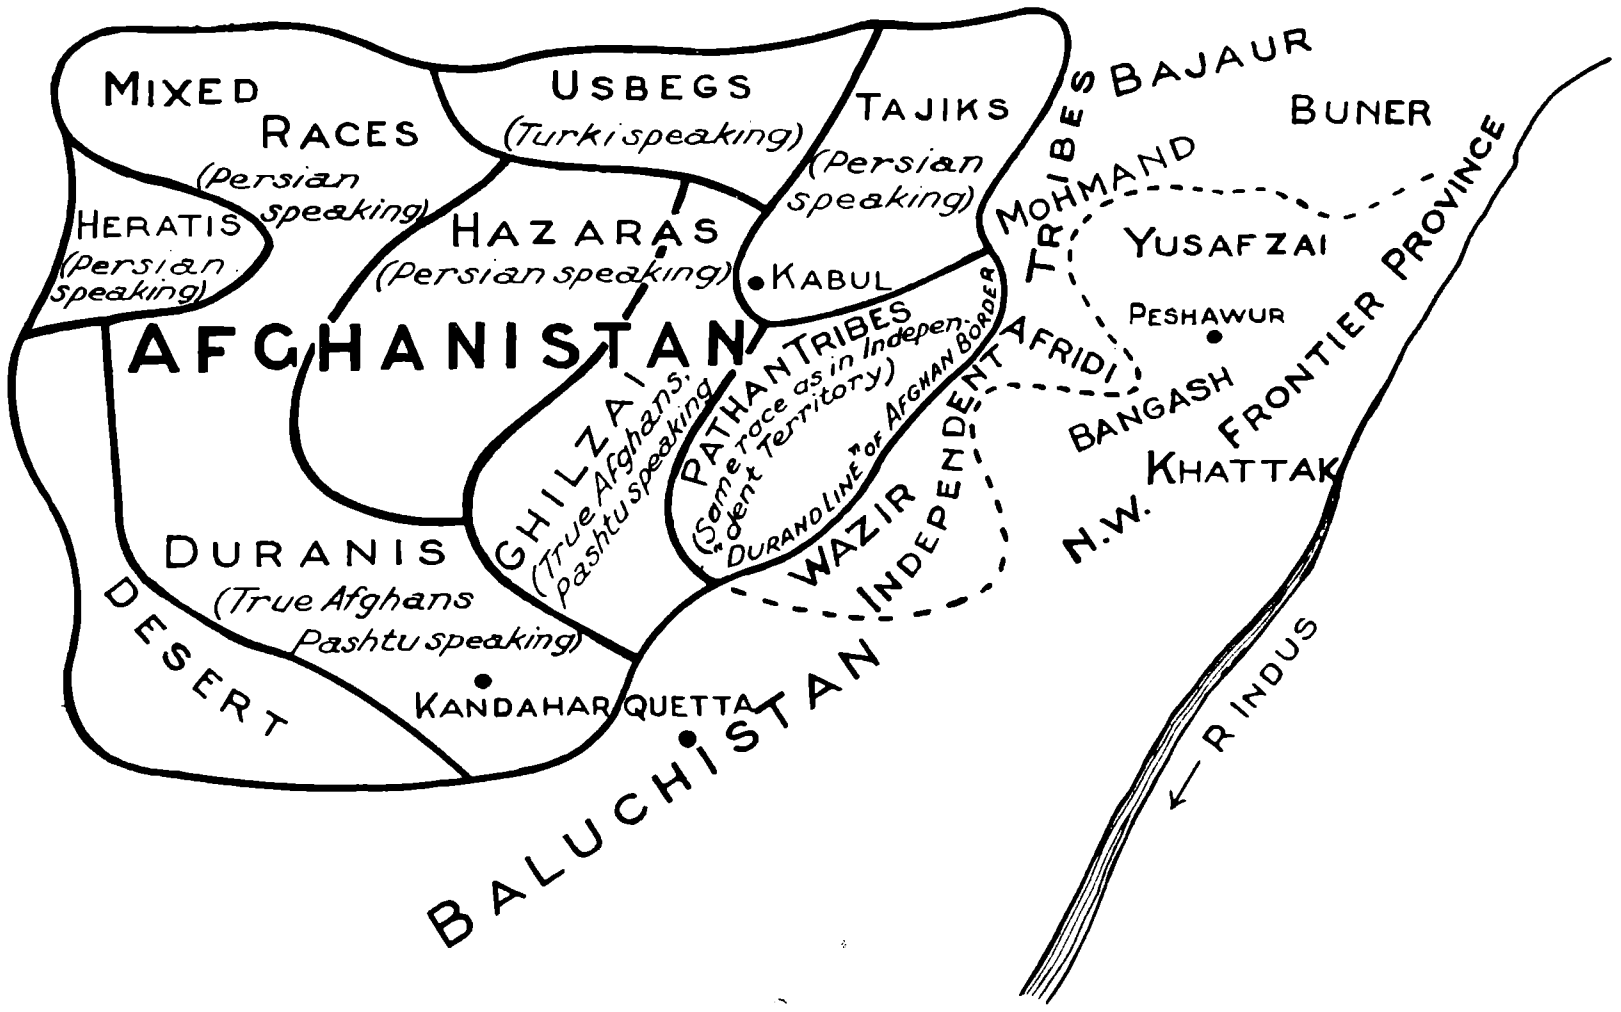 MIXED
RACES
(Persian
speaking)
USBEGS
(Turki speaking)
TAJIKS
(Persian
speaking)
TRIBES
BAJAUR
BUNER
MOHMAND
HERATIS
(Persian
speaking)
HAZARAS
(Persian speaking)
KABUL
YUSAFZAI
PESHAWUR
AFGHANISTAN
GHILZAI
(True Afghans,
pashtu speaking
PATHAN TRIBES
(Same race as in Indepen-
"dent Territory)
"DURAND LINE" OF AFGHAN BORDER
AFRIDI
BANGASH
KHATTAK
N.W. FRONTIER PROVINCE
WAZIR
INDEPENDENT
DURANIS
(True Afghans
Pashtu speaking)
DESERT
KANDAHAR
QUETTA
BALUCHISTAN
R INDUS